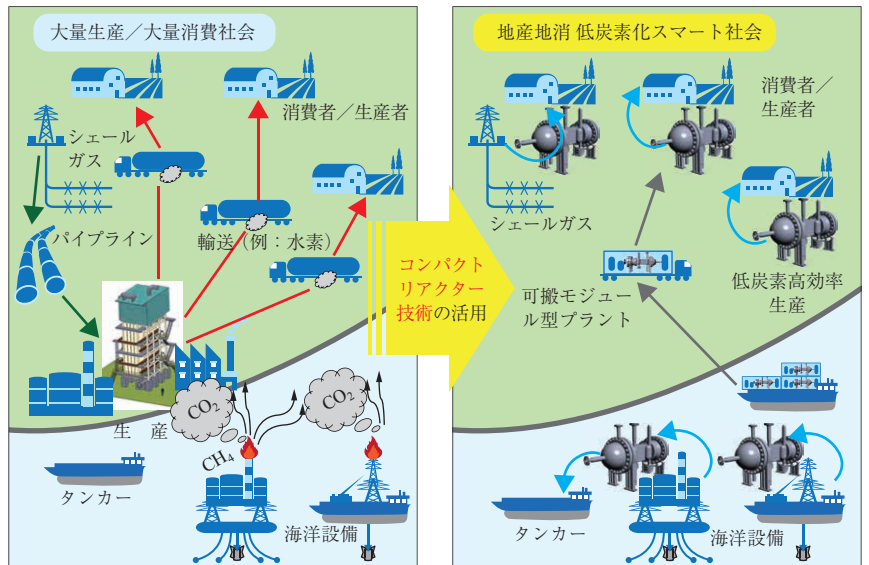 大量生産／大量消費社会
消費者／生産者
シェール
ガス
パイプライン
輸送（例：水素）
CO2
CO2
生　産
CH4
タンカー
海洋設備
コンパクト
リアクター
技術の活用
地産地消 低炭素化スマート社会
消費者／
生産者
シェールガス
可搬モジュー
ル型プラント
低炭素高効率
生産
タンカー
海洋設備